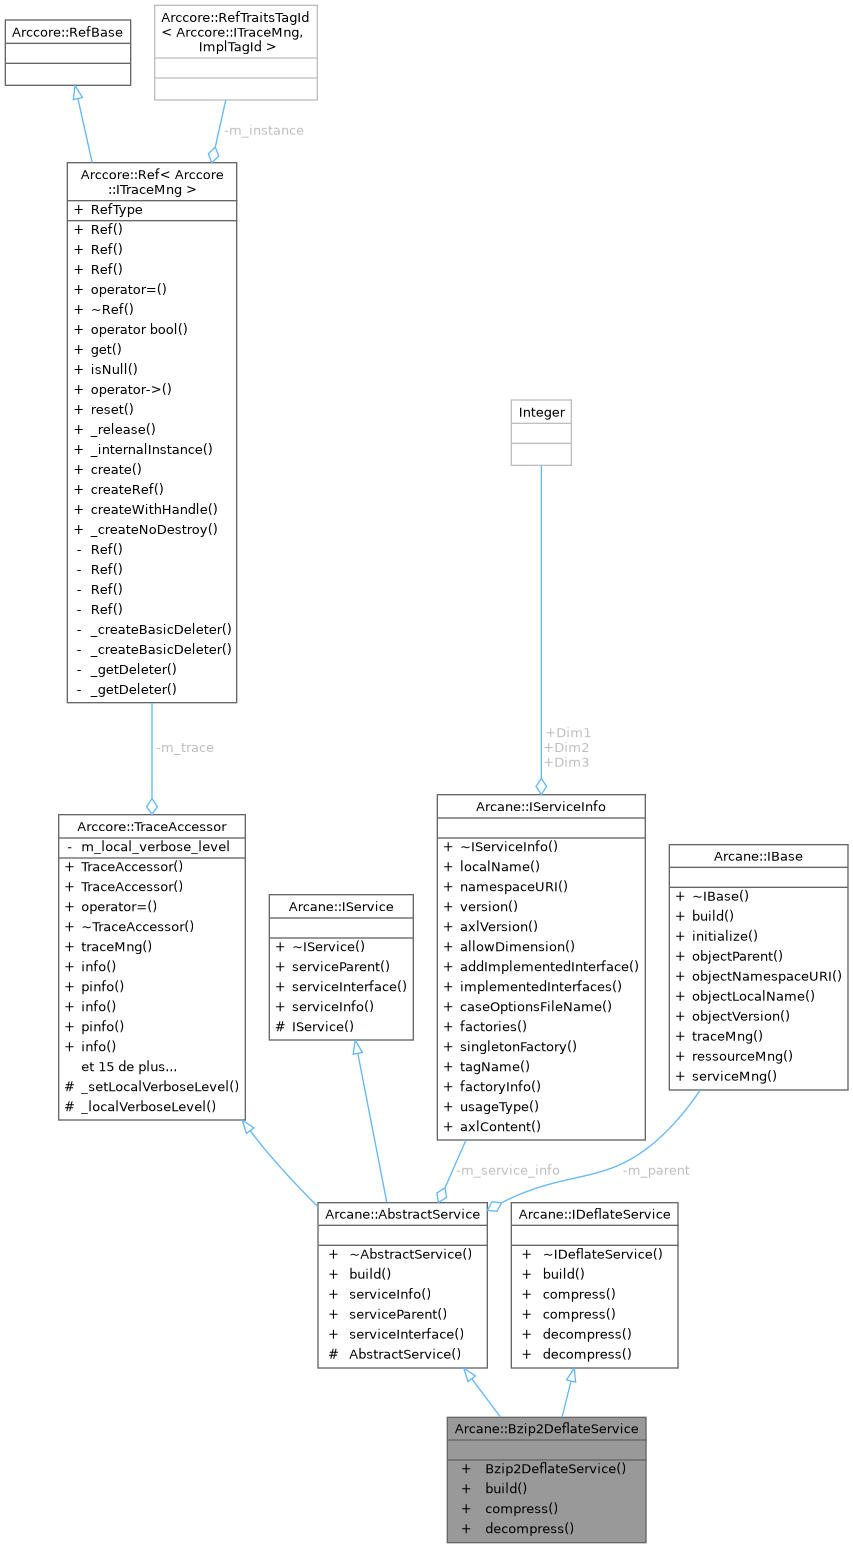 Arccore::RefBase
Arccore::RefTraitsTagId
< Arccore::ITraceMng,
ImplTagId >
-m_instance
Arccore::Ref< Arccore
::ITraceMng >
+ RefType
+ Ref()
+ Ref()
+ Ref()
+ operator=()
+ ~Ref()
+ operator bool()
+ get()
+ isNull()
+ operator->()
+ reset()
+ _release()
+ _internalInstance()
+ create()
+ createRef()
+ createWithHandle()
+ _createNoDestroy()
- Ref()
- Ref()
- Ref()
- Ref()
- _createBasicDeleter()
- _createBasicDeleter()
- _getDeleter()
- _getDeleter()
Integer
-m_trace
+Dim1
+Dim2
+Dim3
Arccore::TraceAccessor
- m_local_verbose_level
+ TraceAccessor()
+ TraceAccessor()
+ operator=()
+ ~TraceAccessor()
+ traceMng()
+ info()
+ pinfo()
+ info()
+ pinfo()
+ info()
et 15 de plus...
# _setLocalVerboseLevel()
# _localVerboseLevel()
Arcane::IService
+ ~IService()
+ serviceParent()
+ serviceInterface()
+ serviceInfo()
# IService()
Arcane::IServiceInfo
+ ~IServiceInfo()
+ localName()
+ namespaceURI()
+ version()
+ axlVersion()
+ allowDimension()
+ addImplementedInterface()
+ implementedInterfaces()
+ caseOptionsFileName()
+ factories()
+ singletonFactory()
+ tagName()
+ factoryInfo()
+ usageType()
+ axlContent()
Arcane::IBase
+ ~IBase()
+ build()
+ initialize()
+ objectParent()
+ objectNamespaceURI()
+ objectLocalName()
+ objectVersion()
+ traceMng()
+ ressourceMng()
+ serviceMng()
-m_service_info
-m_parent
Arcane::AbstractService
+ ~AbstractService()
+ build()
+ serviceInfo()
+ serviceParent()
+ serviceInterface()
# AbstractService()
Arcane::IDeflateService
+ ~IDeflateService()
+ build()
+ compress()
+ compress()
+ decompress()
+ decompress()
Arcane::Bzip2DeflateService
+ Bzip2DeflateService()
+ build()
+ compress()
+ decompress()